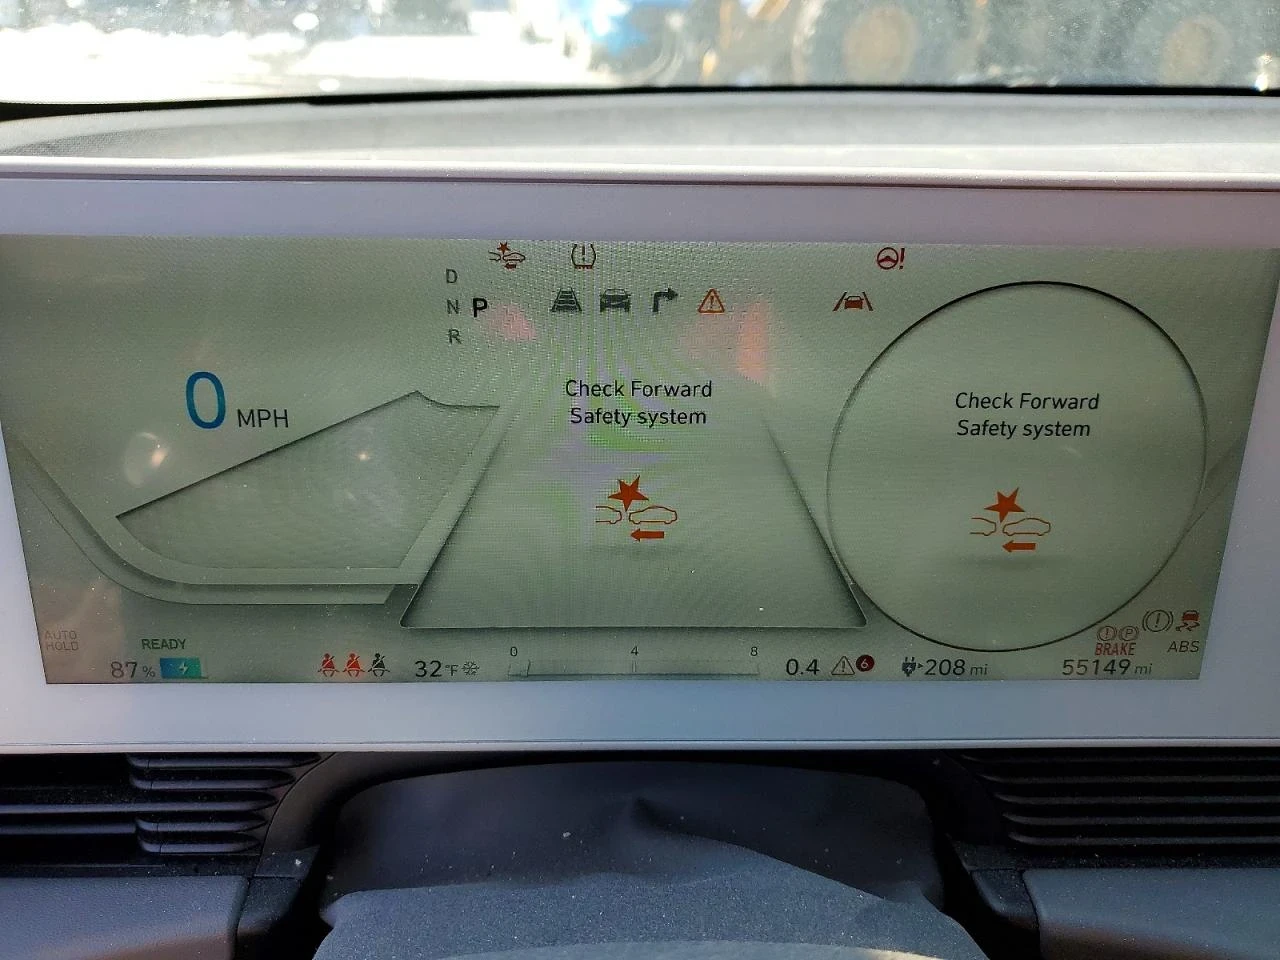 D
N P
R
0 MPH
Check Forward
Safety system
Check Forward
Safety system
AUTO
HOLD
READY
87%
32°F
0 4 8
0.4
6
208 mi
P
BRAKE
ABS
55149 mi